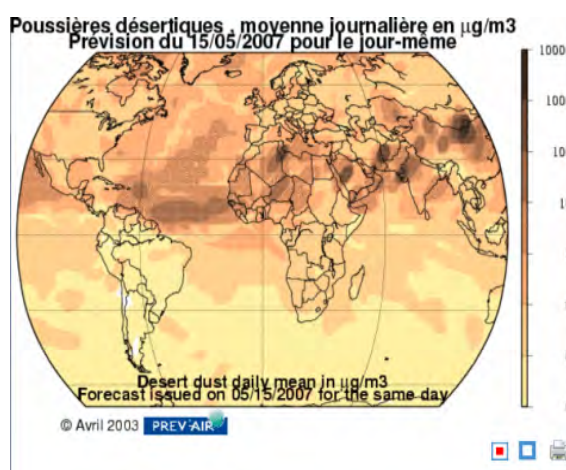 Poussières désertiques , moyenne journalière en μg/m3
Prévision du 15/05/2007 pour le jour-même
1000
100
10
1
Desert dust daily mean in μg/m3
Forecast issued on 05/15/2007 for the same day
© Avril 2003 PREV'AIR